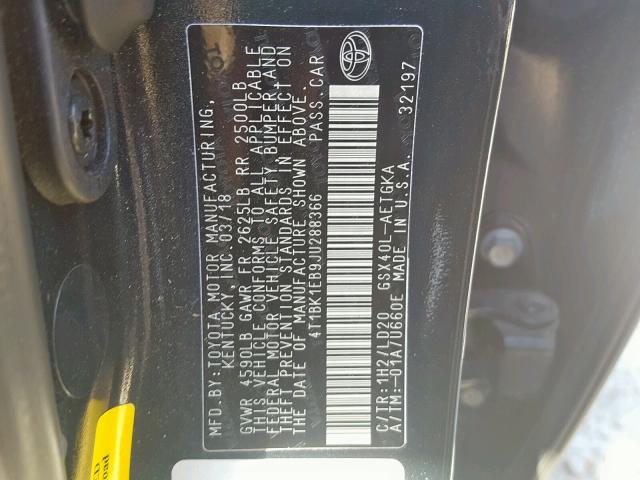 MFD.BY:TOYOTA MOTOR MANUFACTURING,
KENTUCKY, INC. 03/18
GVWR 4590LB GAWR FR 2625LB RR 2500LB
THIS VEHICLE CONFORMS TO ALL APPLICABLE
FEDERAL MOTOR VEHICLE SAFETY, BUMPER, AND
THEFT PREVENTION STANDARDS IN EFFECT ON
THE DATE OF MANUFACTURE SHOWN ABOVE.
4T1BK1EB9JU288366 PASS. CAR
C/TR:1H2/LD20 GSX40L-AETGKA
A/TM:-01A/U660E MADE IN U.S.A. 32197